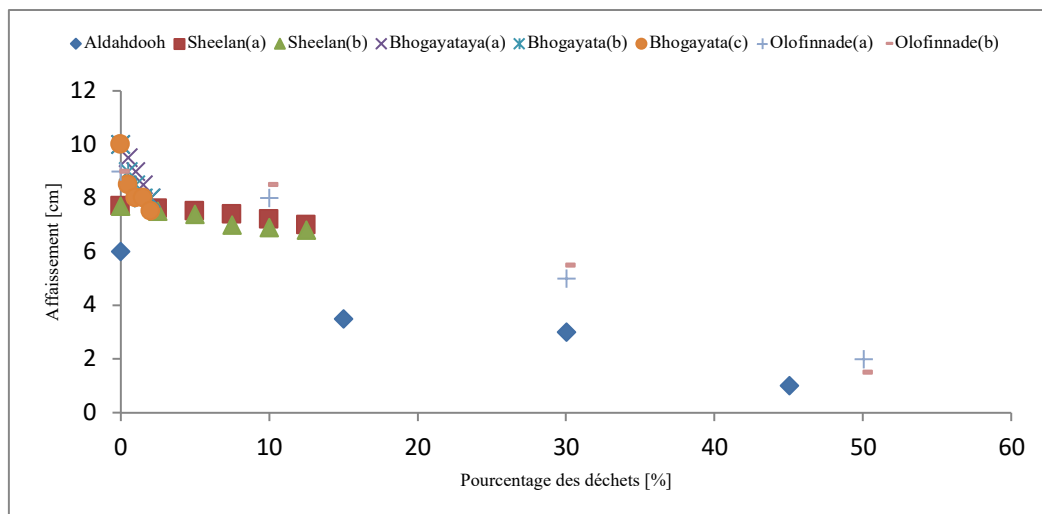 Aldahdooh Sheelan(a) Sheelan(b) Bhogayataya(a) Bhogayata(b) Bhogayata(c) Olofinnade(a) Olofinnade(b)
12
10
8
6
4
2
0
Affaissement [cm]
0 10 20 30 40 50 60
Pourcentage des déchets [%]